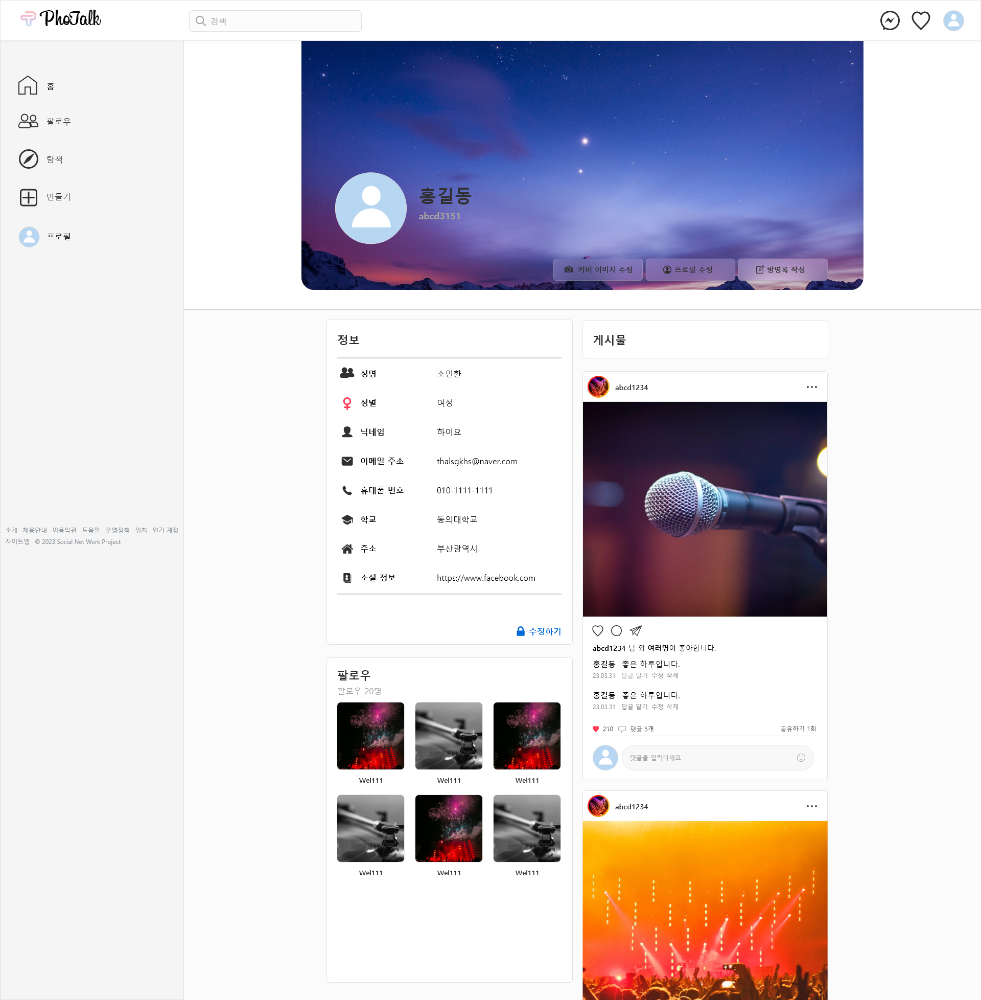 PhoTalk
검색
홈
팔로우
탐색
만들기
프로필
소개 채용안내 이용약관 도움말 운영정책 위치 인기 계정
사이트맵 © 2023 Social Net Work Project
홍길동
abcd3151
커버 이미지 수정
프로필 수정
방명록 작성
정보
성명 소민환
성별 여성
닉네임 하이요
이메일 주소 thalsgkhs@naver.com
휴대폰 번호 010-1111-1111
학교 동의대학교
주소 부산광역시
소셜 정보 https://www.facebook.com
수정하기
팔로우
팔로우 20명
Wel111 Wel111 Wel111
Wel111 Wel111 Wel111
게시물
abcd1234
abcd1234 님 외 여러명이 좋아합니다.
홍길동 좋은 하루입니다.
23.03.31 답글 달기 수정 삭제
홍길동 좋은 하루입니다.
23.03.31 답글 달기 수정 삭제
210 댓글 5개 공유하기 1회
댓글을 입력하세요...
abcd1234